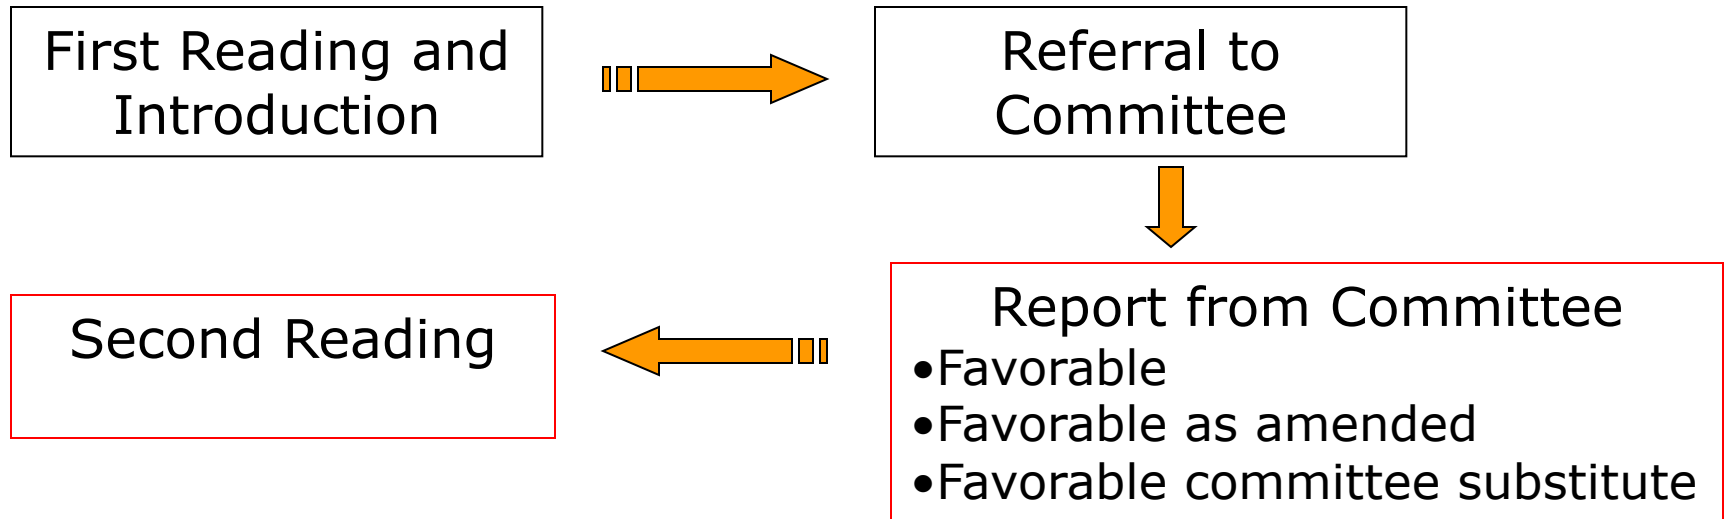 First Reading and
Introduction
Referral to
Committee
Report from Committee
•Favorable
•Favorable as amended
•Favorable committee substitute
Second Reading